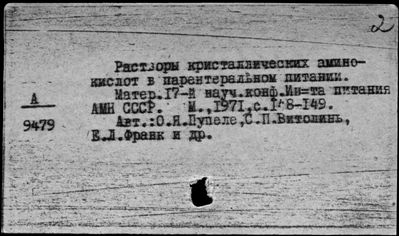 2
Растворы кристаллических амино-
кислот в парентеральном питании.
Матер.17-й науч.конф.Ин-та питания
АМН СССР. М.,1971,с.148-149.
Авт.:О.Я.Пупеле,С.П.Витолинь,
Е.Л.Франк и др.
А
9479